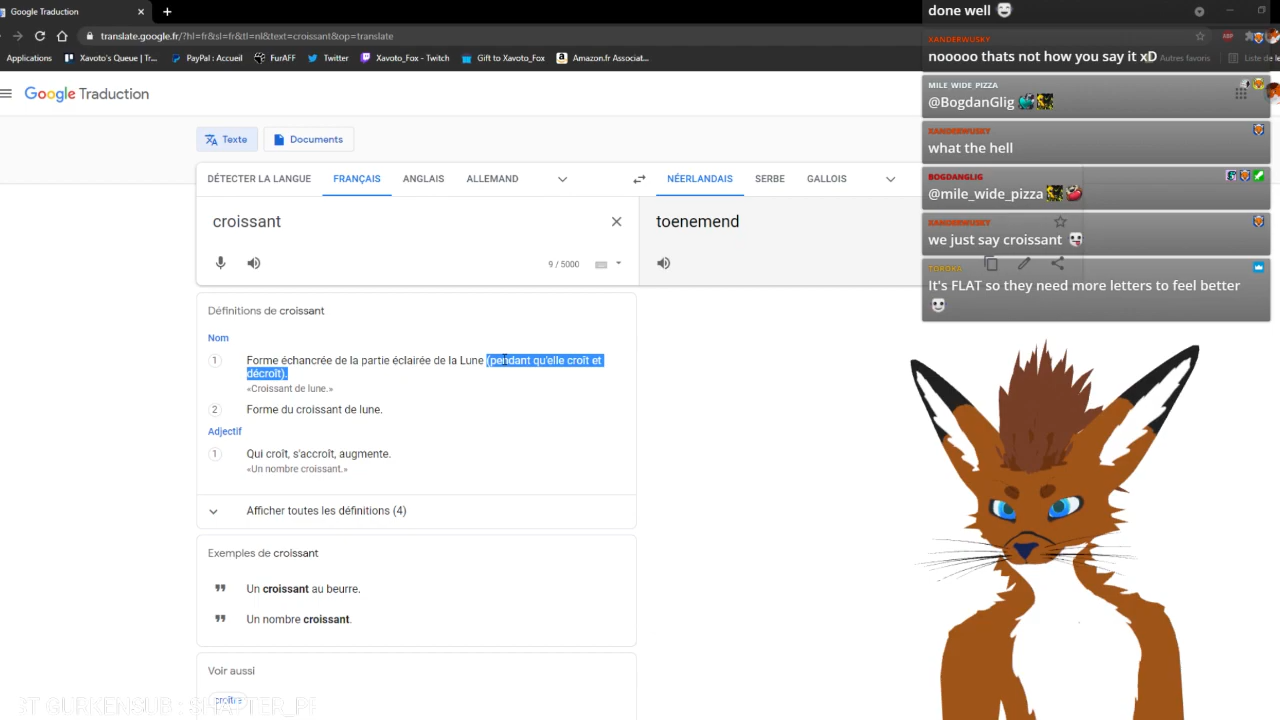 Google Traduction
translate.google.fr/?hl=fr&sl=fr&tl=nl&text=croissant&op=translate
Applications
Xavoto's Queue | Tr...
PayPal : Accueil
FurAFF
Twitter
Xavoto_Fox - Twitch
Gift to Xavoto_Fox
Amazon.fr Associat...
Autres favoris
Liste de le
Google Traduction
Texte
Documents
DÉTECTER LA LANGUE
FRANÇAIS
ANGLAIS
ALLEMAND
NÉERLANDAIS
SERBE
GALLOIS
croissant
toenemend
9 / 5000
Définitions de croissant
Nom
1
Forme échancrée de la partie éclairée de la Lune (pendant qu'elle croît et
décroît).
«Croissant de lune.»
2
Forme du croissant de lune.
Adjectif
1
Qui croît, s'accroît, augmente.
«Un nombre croissant.»
Afficher toutes les définitions (4)
Exemples de croissant
Un croissant au beurre.
Un nombre croissant.
Voir aussi
croître
done well
XANDERWUSKY
nooooo thats not how you say it xD
MILE_WIDE_PIZZA
@BogdanGlig
XANDERWUSKY
what the hell
BOGDANGLIG
@mile_wide_pizza
XANDERWUSKY
we just say croissant
It's FLAT so they need more letters to feel better